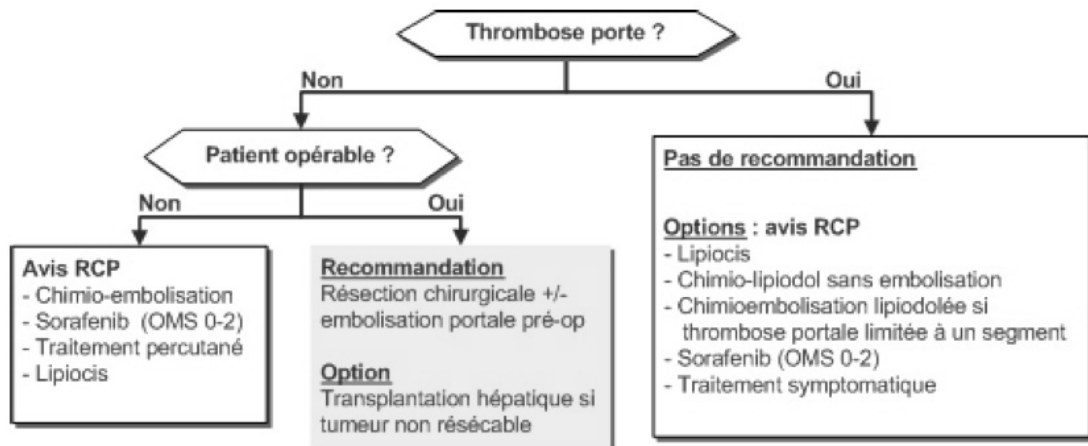 Thrombose porte ?
Non
Oui
Patient opérable ?
Non
Oui
Avis RCP
- Chimio-embolisation
- Sorafenib (OMS 0-2)
- Traitement percutané
- Lipiocis
Recommandation
Résection chirurgicale +/-
embolisation portale pré-op
Option
Transplantation hépatique si
tumeur non résécable
Pas de recommandation
Options : avis RCP
- Lipiocis
- Chimio-lipiodol sans embolisation
- Chimioembolisation lipiodolée si
thrombose portale limitée à un segment
- Sorafenib (OMS 0-2)
- Traitement symptomatique